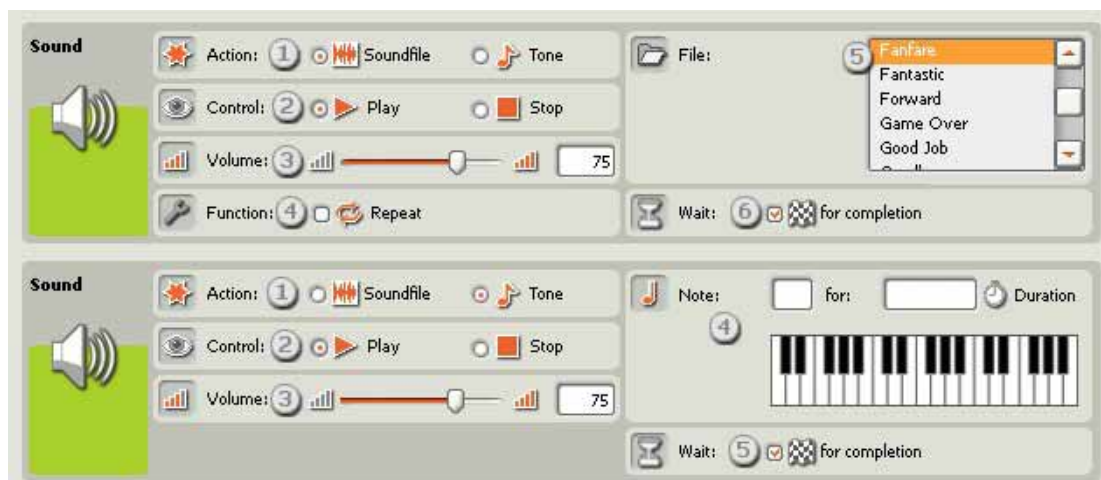 Sound
Action: 1 Soundfile Tone
Control: 2 Play Stop
Volume: 3 75
Function: 4 Repeat
File: 5
Fanfare
Fantastic
Forward
Game Over
Good Job
Wait: 6 for completion
Sound
Action: 1 Soundfile Tone
Control: 2 Play Stop
Volume: 3 75
Note: for: Duration
4
Wait: 5 for completion